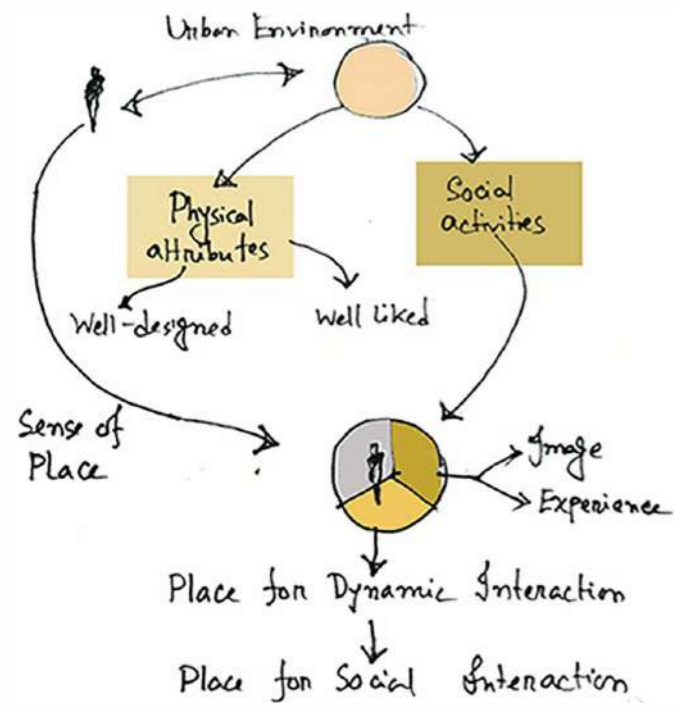 Urban Environment
Physical
attributes
Social
activities
Well-designed
Well liked
Sense of
Place
Image
Experience
Place for Dynamic Interaction
Place for Social Interaction